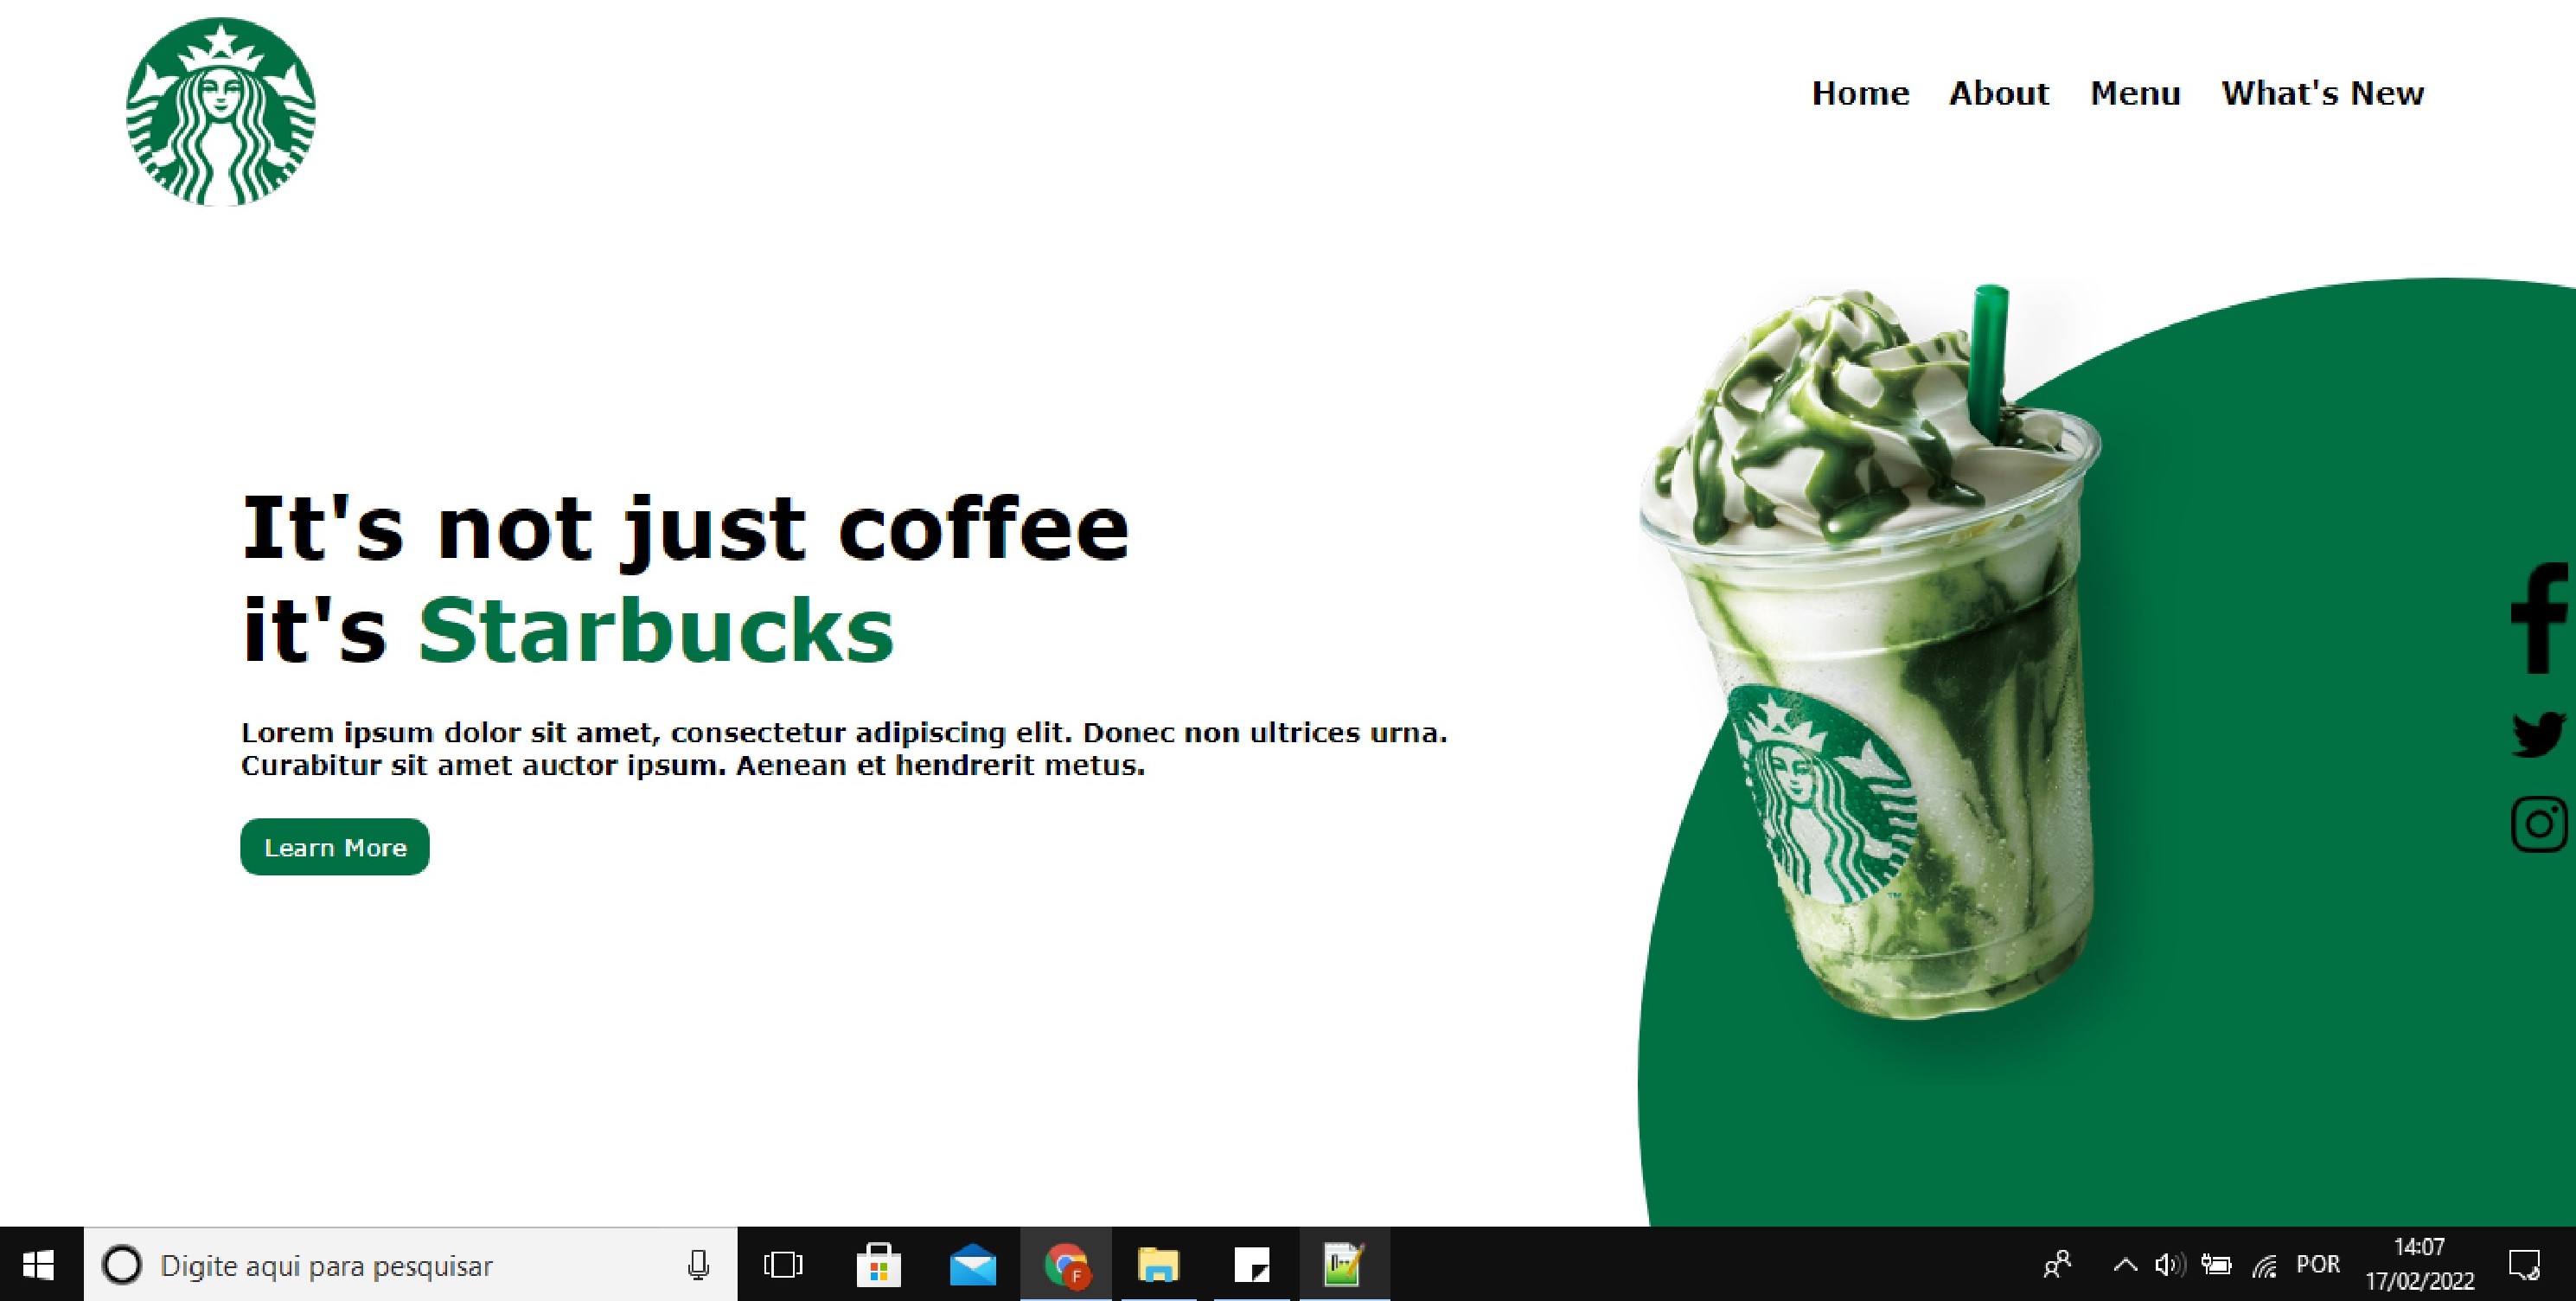 Home About Menu What's New
It's not just coffee
it's Starbucks
Lorem ipsum dolor sit amet, consectetur adipiscing elit. Donec non ultrices urna.
Curabitur sit amet auctor ipsum. Aenean et hendrerit metus.
Learn More
TM
Digite aqui para pesquisar
F
POR
14:07
17/02/2022